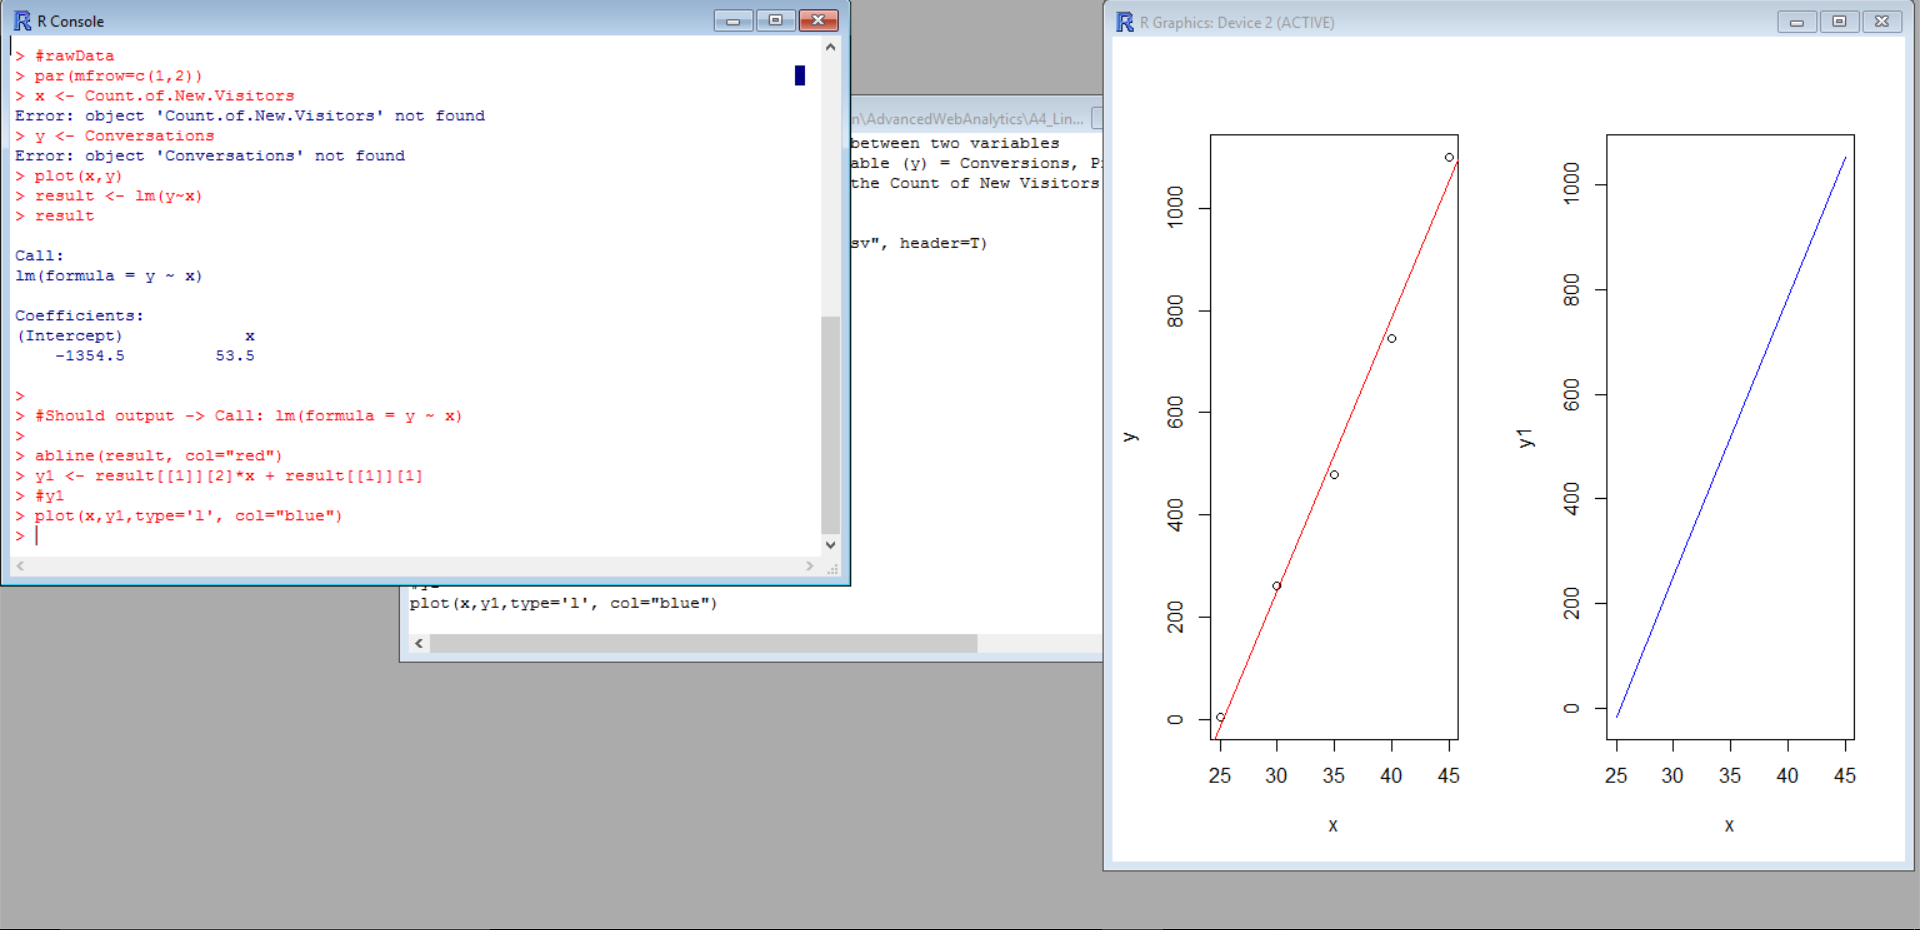 R Console
> #rawData
> par(mfrow=c(1,2))
> x <- Count.of.New.Visitors
Error: object 'Count.of.New.Visitors' not found
> y <- Conversations
Error: object 'Conversations' not found
> plot(x,y)
> result <- lm(y~x)
> result
Call:
lm(formula = y ~ x)
Coefficients:
(Intercept) x
-1354.5 53.5
>
> #Should output -> Call: lm(formula = y ~ x)
>
> abline(result, col="red")
> y1 <- result[[1]][2]*x + result[[1]][1]
> #y1
> plot(x,y1,type='l', col="blue")
>
n\AdvancedWebAnalytics\A4_Lin...
between two variables
able (y) = Conversions, P
the Count of New Visitors
sv", header=T)
plot(x,y1,type='l', col="blue")
R Graphics: Device 2 (ACTIVE)
y
1000
800
600
400
200
0
25 30 35 40 45
x
y1
1000
800
600
400
200
0
25 30 35 40 45
x